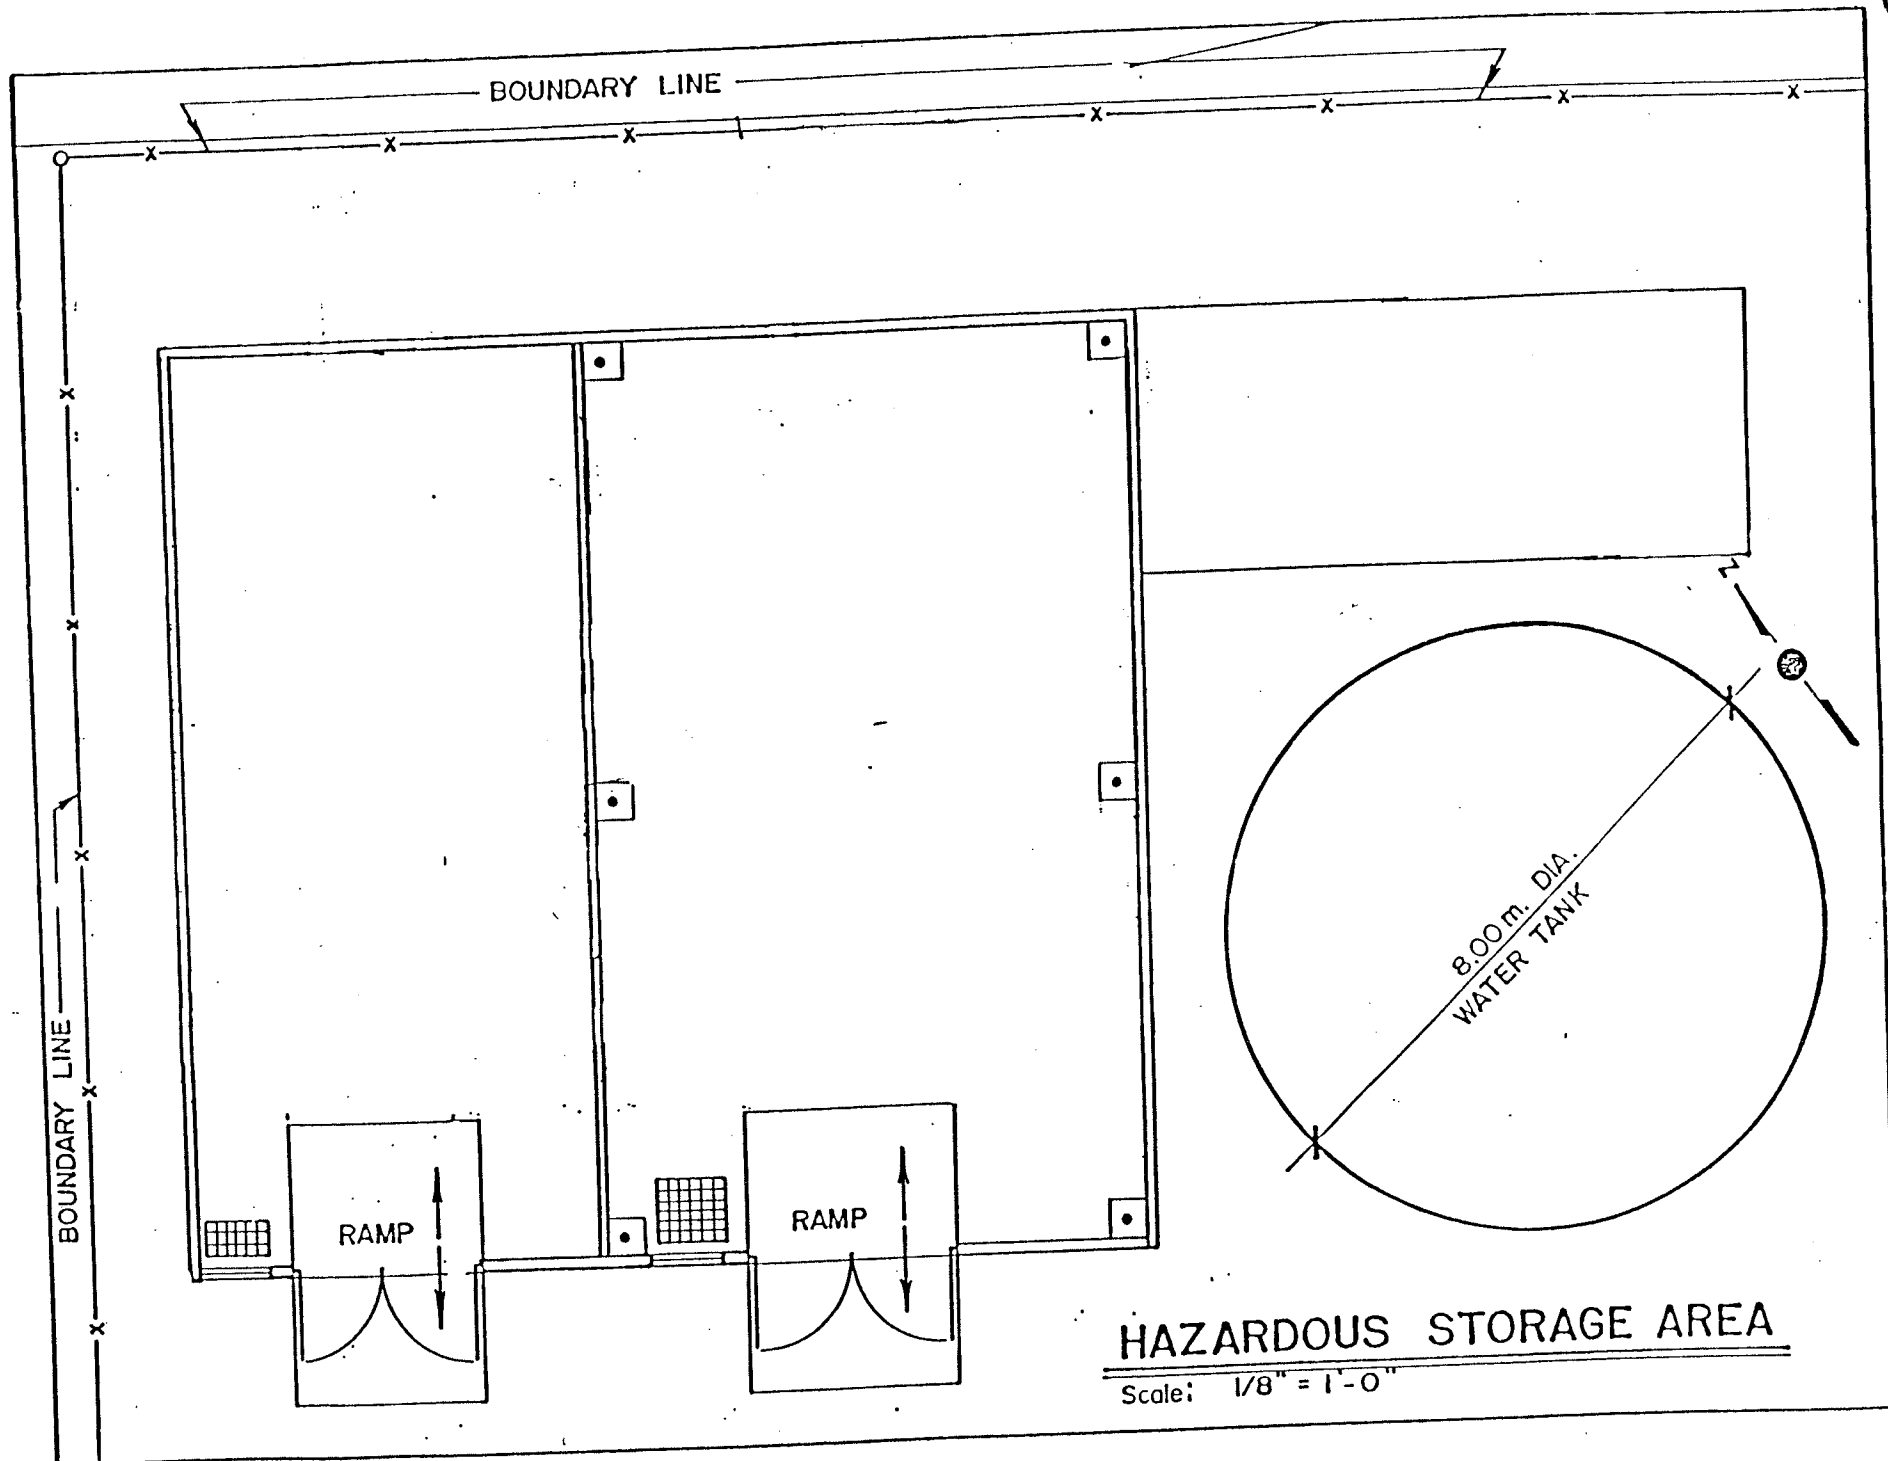 BOUNDARY LINE
N
8.00 m. DIA.
WATER TANK
BOUNDARY LINE
RAMP
RAMP
HAZARDOUS STORAGE AREA
Scale: 1/8" = 1'-0"